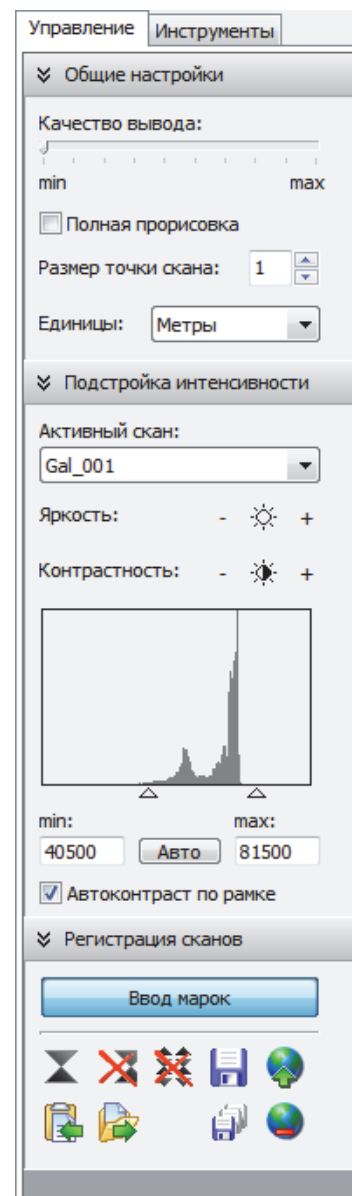 Управление Инструменты
Общие настройки
Качество вывода:
min max
Полная прорисовка
Размер точки скана: 1
Единицы: Метры
Подстройка интенсивности
Активный скан:
Gal_001
Яркость: - +
Контрастность: - +
min: max:
40500 Авто 81500
Автоконтраст по рамке
Регистрация сканов
Ввод марок